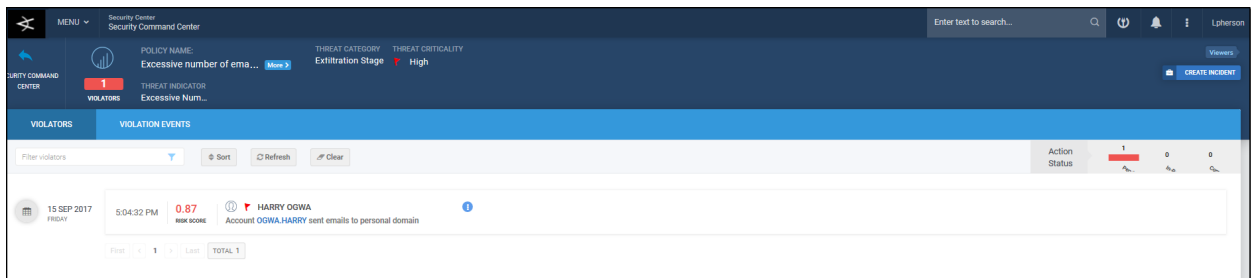 MENU
Security Center
Security Command Center
Enter text to search...
Lpherson
CURITY COMMAND
CENTER
1
VIOLATORS
POLICY NAME:
Excessive number of ema... More >
THREAT INDICATOR
Excessive Num...
THREAT CATEGORY
Exfiltration Stage
THREAT CRITICALITY
High
Viewers
CREATE INCIDENT
VIOLATORS
VIOLATION EVENTS
Filter violators
Sort
Refresh
Clear
Action
Status
1
0
0
15 SEP 2017
FRIDAY
5:04:32 PM
0.87
RISK SCORE
HARRY OGWA
Account OGWA.HARRY sent emails to personal domain
First < 1 > Last TOTAL 1